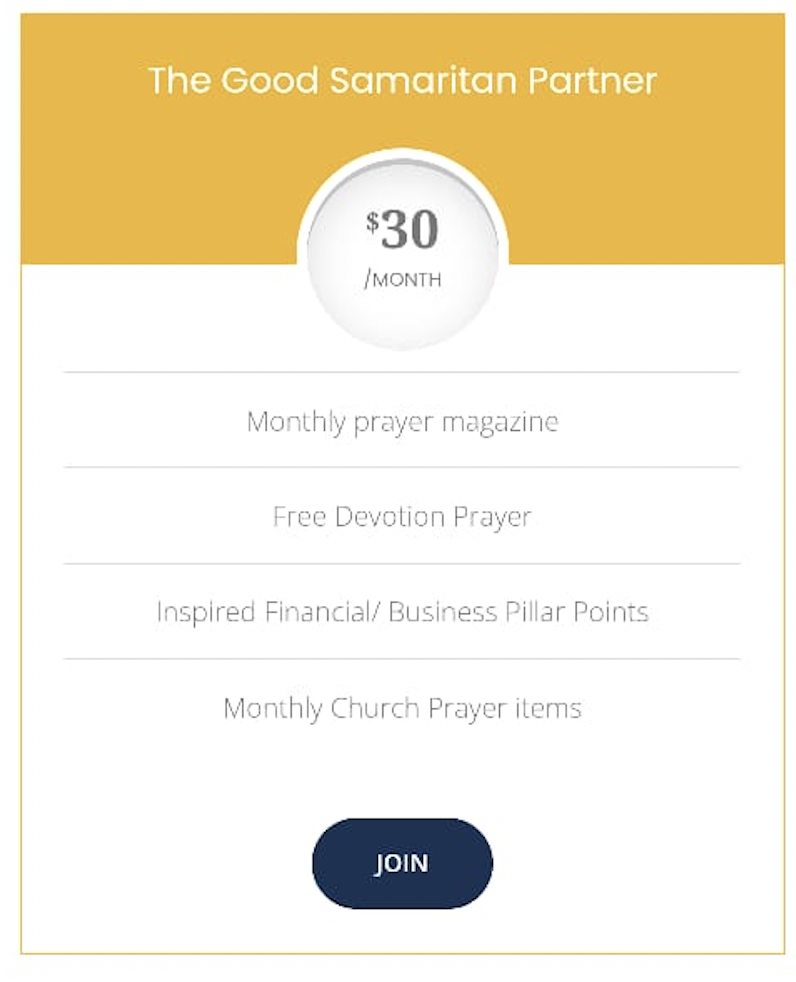 The Good Samaritan Partner
$30
/MONTH
Monthly prayer magazine
Free Devotion Prayer
Inspired Financial/ Business Pillar Points
Monthly Church Prayer items
JOIN